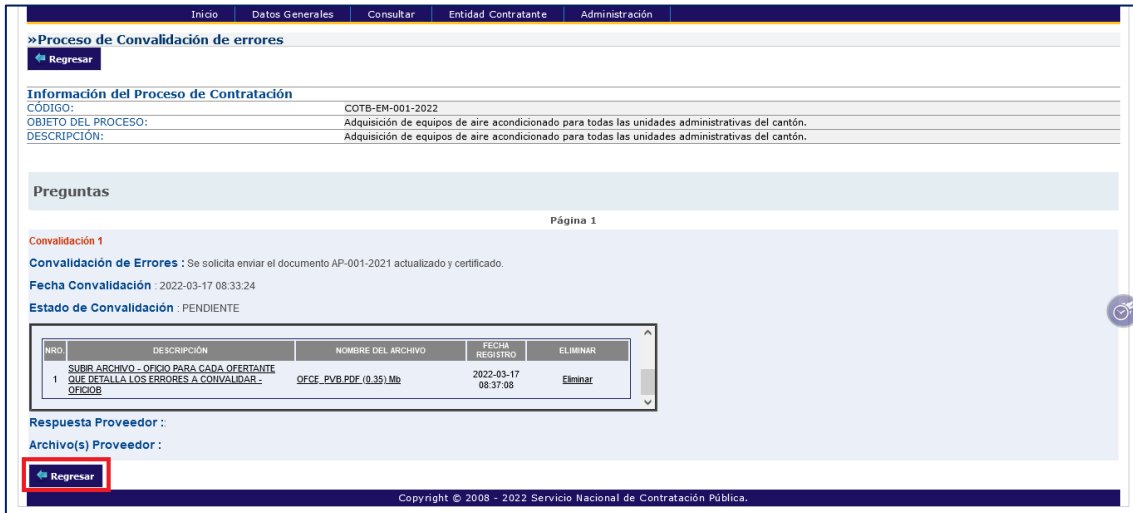 Inicio Datos Generales Consultar Entidad Contratante Administración
»Proceso de Convalidación de errores
Regresar
Información del Proceso de Contratación
CÓDIGO: COTB-EM-001-2022
OBJETO DEL PROCESO: Adquisición de equipos de aire acondicionado para todas las unidades administrativas del cantón.
DESCRIPCIÓN: Adquisición de equipos de aire acondicionado para todas las unidades administrativas del cantón.
Preguntas
Página 1
Convalidación 1
Convalidación de Errores : Se solicita enviar el documento AP-001-2021 actualizado y certificado.
Fecha Convalidación : 2022-03-17 08:33:24
Estado de Convalidación : PENDIENTE
NRO. DESCRIPCIÓN NOMBRE DEL ARCHIVO FECHA REGISTRO ELIMINAR
1 SUBIR ARCHIVO - OFICIO PARA CADA OFERTANTE QUE DETALLA LOS ERRORES A CONVALIDAR - OFICIOB OFCE_PVB.PDF (0.35) Mb 2022-03-17 08:37:08 Eliminar
Respuesta Proveedor ::
Archivo(s) Proveedor :
Regresar
Copyright © 2008 - 2022 Servicio Nacional de Contratación Pública.